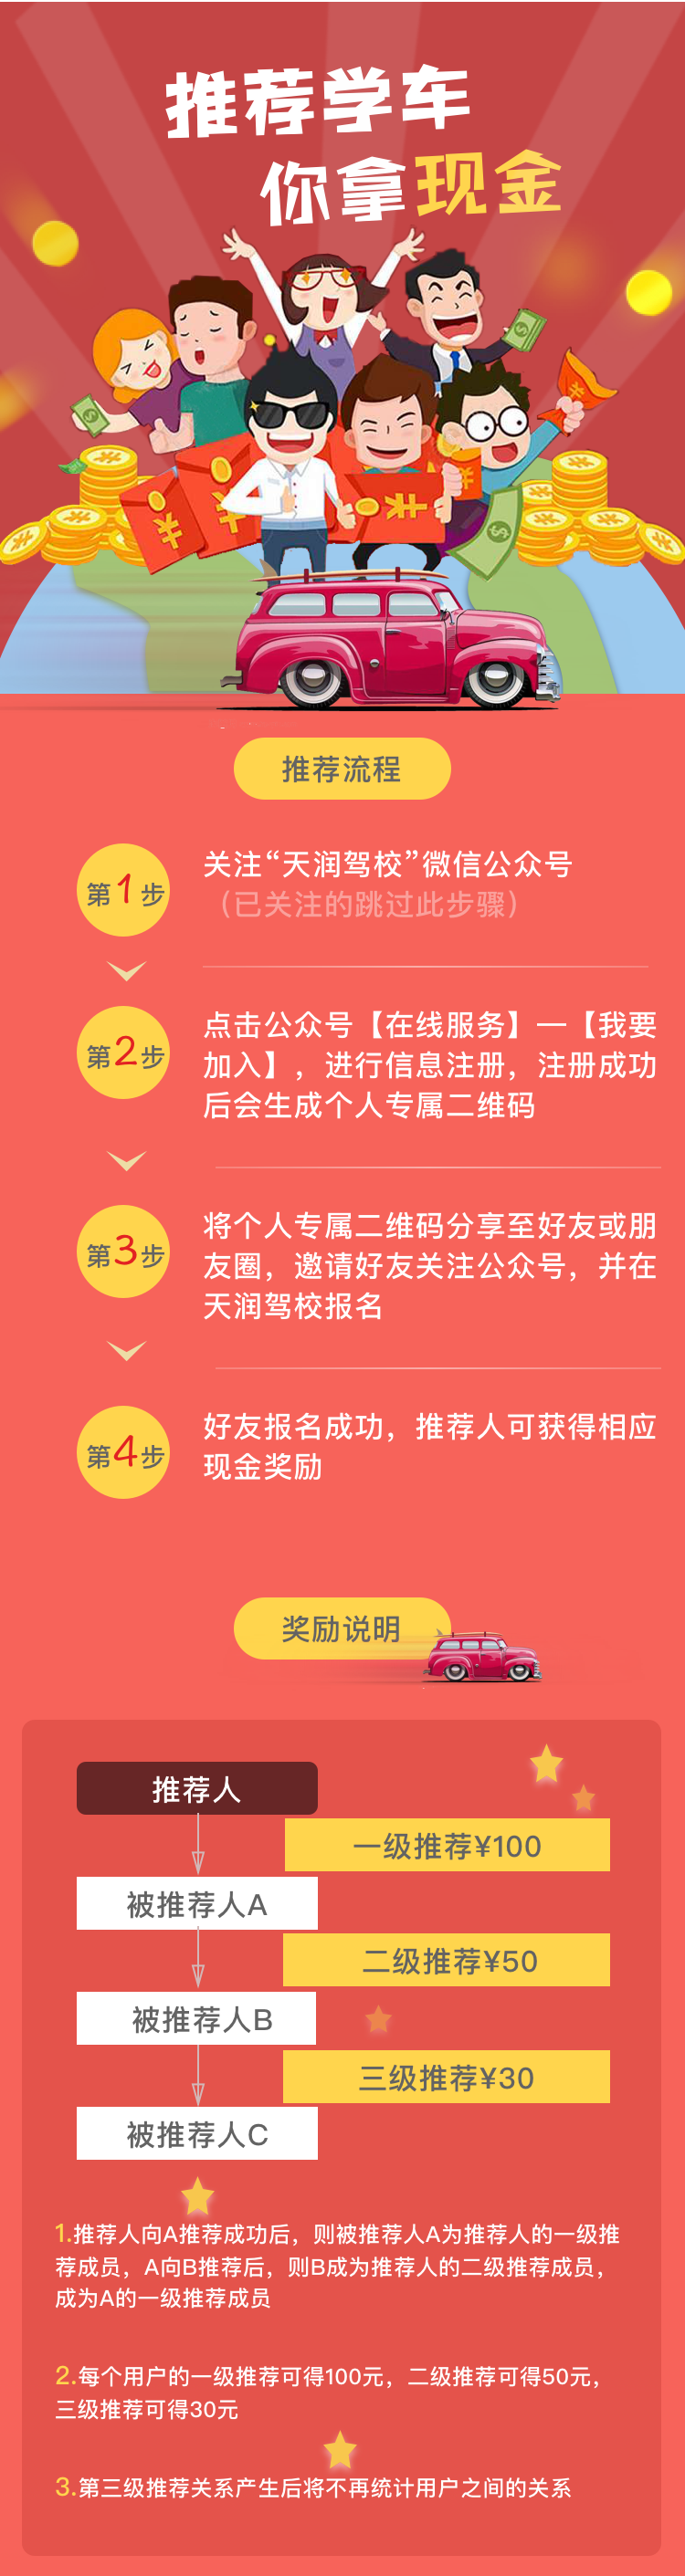 推荐学车
你拿现金
推荐流程
第1步
关注“天润驾校”微信公众号
（已关注的跳过此步骤）
第2步
点击公众号【在线服务】—【我要
加入】，进行信息注册，注册成功
后会生成个人专属二维码
第3步
将个人专属二维码分享至好友或朋
友圈，邀请好友关注公众号，并在
天润驾校报名
第4步
好友报名成功，推荐人可获得相应
现金奖励
奖励说明
推荐人
一级推荐¥100
被推荐人A
二级推荐¥50
被推荐人B
三级推荐¥30
被推荐人C
1.推荐人向A推荐成功后，则被推荐人A为推荐人的一级推
荐成员，A向B推荐后，则B成为推荐人的二级推荐成员，
成为A的一级推荐成员
2.每个用户的一级推荐可得100元，二级推荐可得50元，
三级推荐可得30元
3.第三级推荐关系产生后将不再统计用户之间的关系